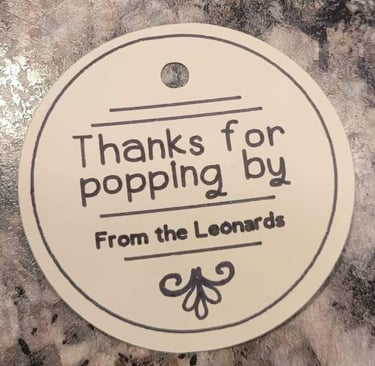 Thanks for
popping by
From the Leonards